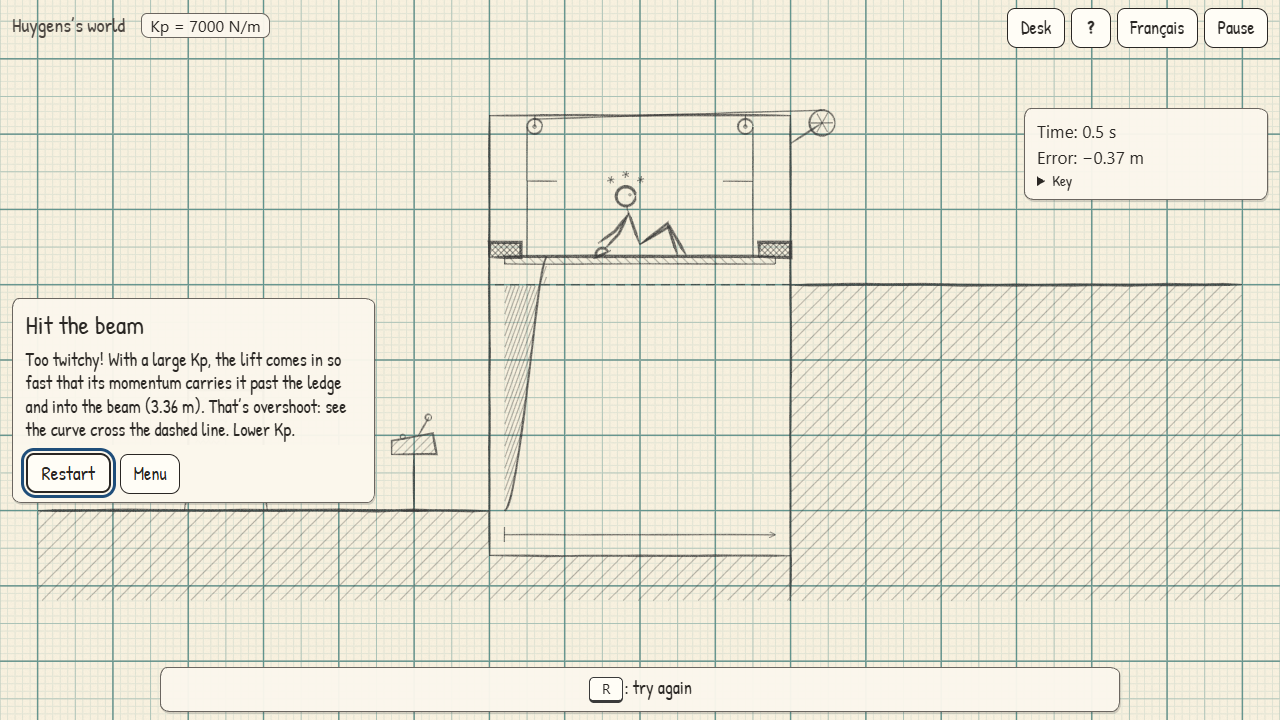 Huygens's world
Kp = 7000 N/m
Desk
?
Français
Pause
Time: 0.5 s
Error: −0.37 m
Key
Hit the beam
Too twitchy! With a large Kp, the lift comes in so
fast that its momentum carries it past the ledge
and into the beam (3.36 m). That's overshoot: see
the curve cross the dashed line. Lower Kp.
Restart
Menu
R : try again